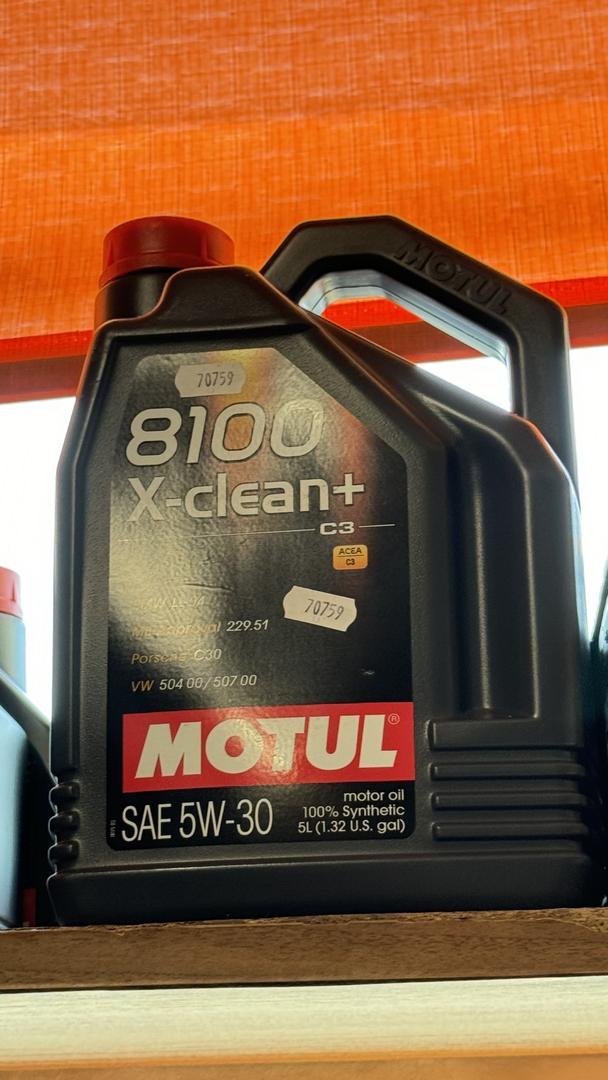 MOTUL
70759
8100
X-clean+
C3
ACEA
C3
70759
229.51
Porsche C30
VW 504 00 / 507 00
MOTUL®
SAE 5W-30
motor oil
100% Synthetic
5L (1.32 U.S. gal)